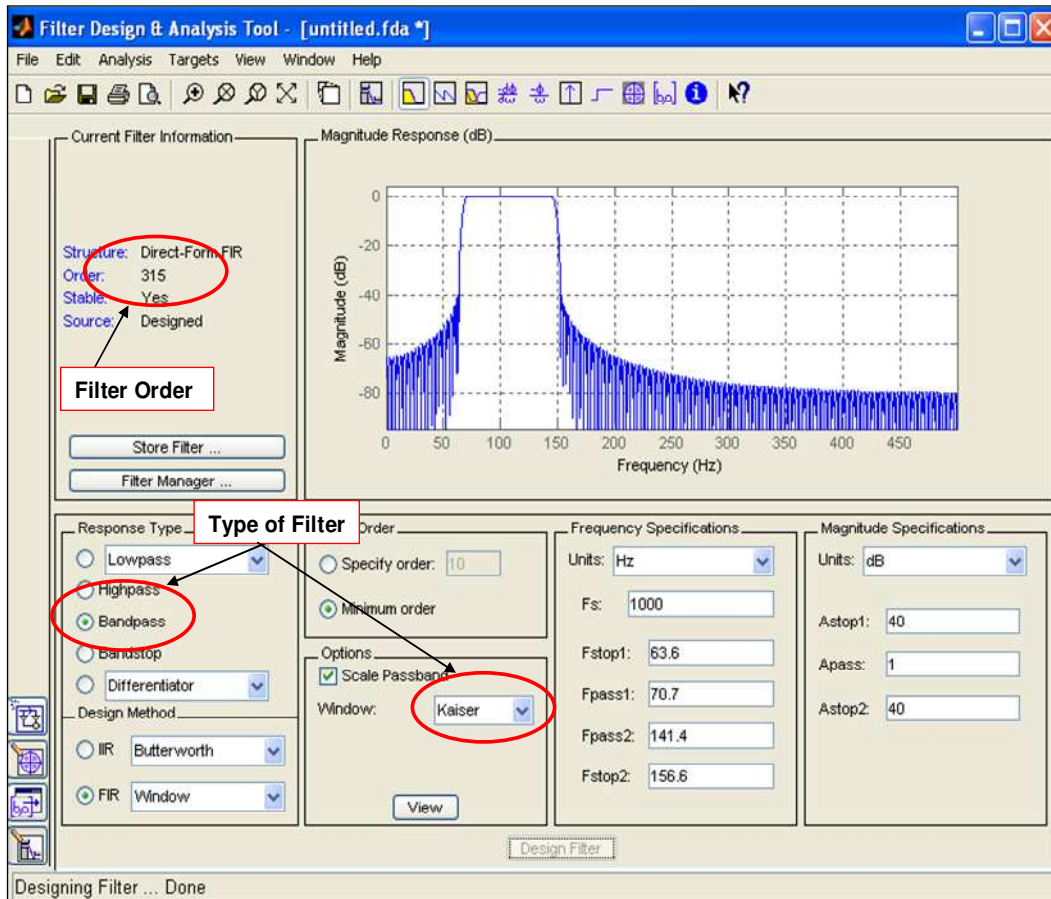 Filter Design & Analysis Tool - [untitled.fda *]
File Edit Analysis Targets View Window Help
Current Filter Information
Structure: Direct-Form FIR
Order: 315
Stable: Yes
Source: Designed
Filter Order
Store Filter ...
Filter Manager ...
Magnitude Response (dB)
Magnitude (dB)
0
-20
-40
-60
-80
0 50 100 150 200 250 300 350 400 450
Frequency (Hz)
Type of Filter
Response Type
Lowpass
Highpass
Bandpass
Bandstop
Differentiator
Design Method
IIR Butterworth
FIR Window
Order
Specify order: 10
Minimum order
Options
Scale Passband
Window: Kaiser
View
Frequency Specifications
Units: Hz
Fs: 1000
Fstop1: 63.6
Fpass1: 70.7
Fpass2: 141.4
Fstop2: 156.6
Magnitude Specifications
Units: dB
Astop1: 40
Apass: 1
Astop2: 40
Design Filter
Designing Filter ... Done